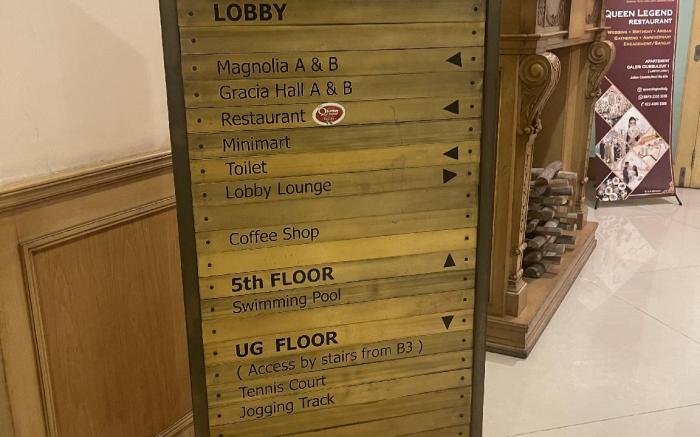 LOBBY
Magnolia A & B
Gracia Hall A & B
Restaurant
Minimart
Toilet
Lobby Lounge
Coffee Shop
5th FLOOR
Swimming Pool
UG FLOOR
( Access by stairs from B3 )
Tennis Court
Jogging Track
QUEEN LEGEND
RESTAURANT